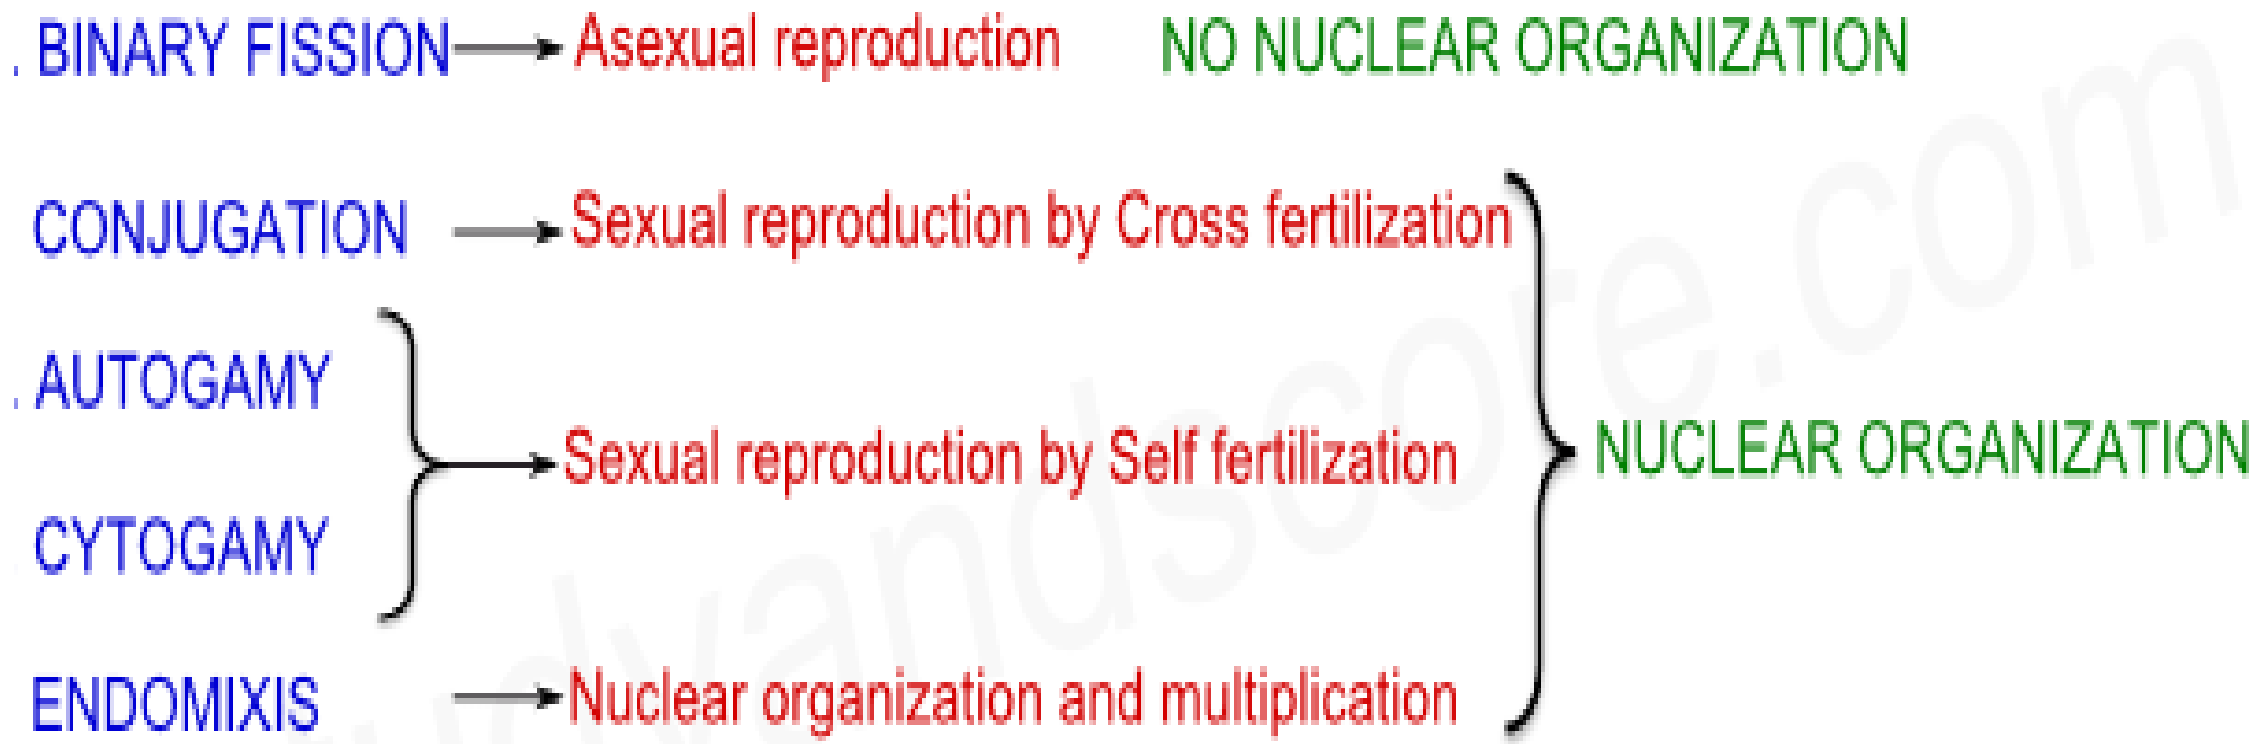 . BINARY FISSION Asexual reproduction NO NUCLEAR ORGANIZATION
CONJUGATION Sexual reproduction by Cross fertilization
. AUTOGAMY
Sexual reproduction by Self fertilization NUCLEAR ORGANIZATION
CYTOGAMY
ENDOMIXIS Nuclear organization and multiplication